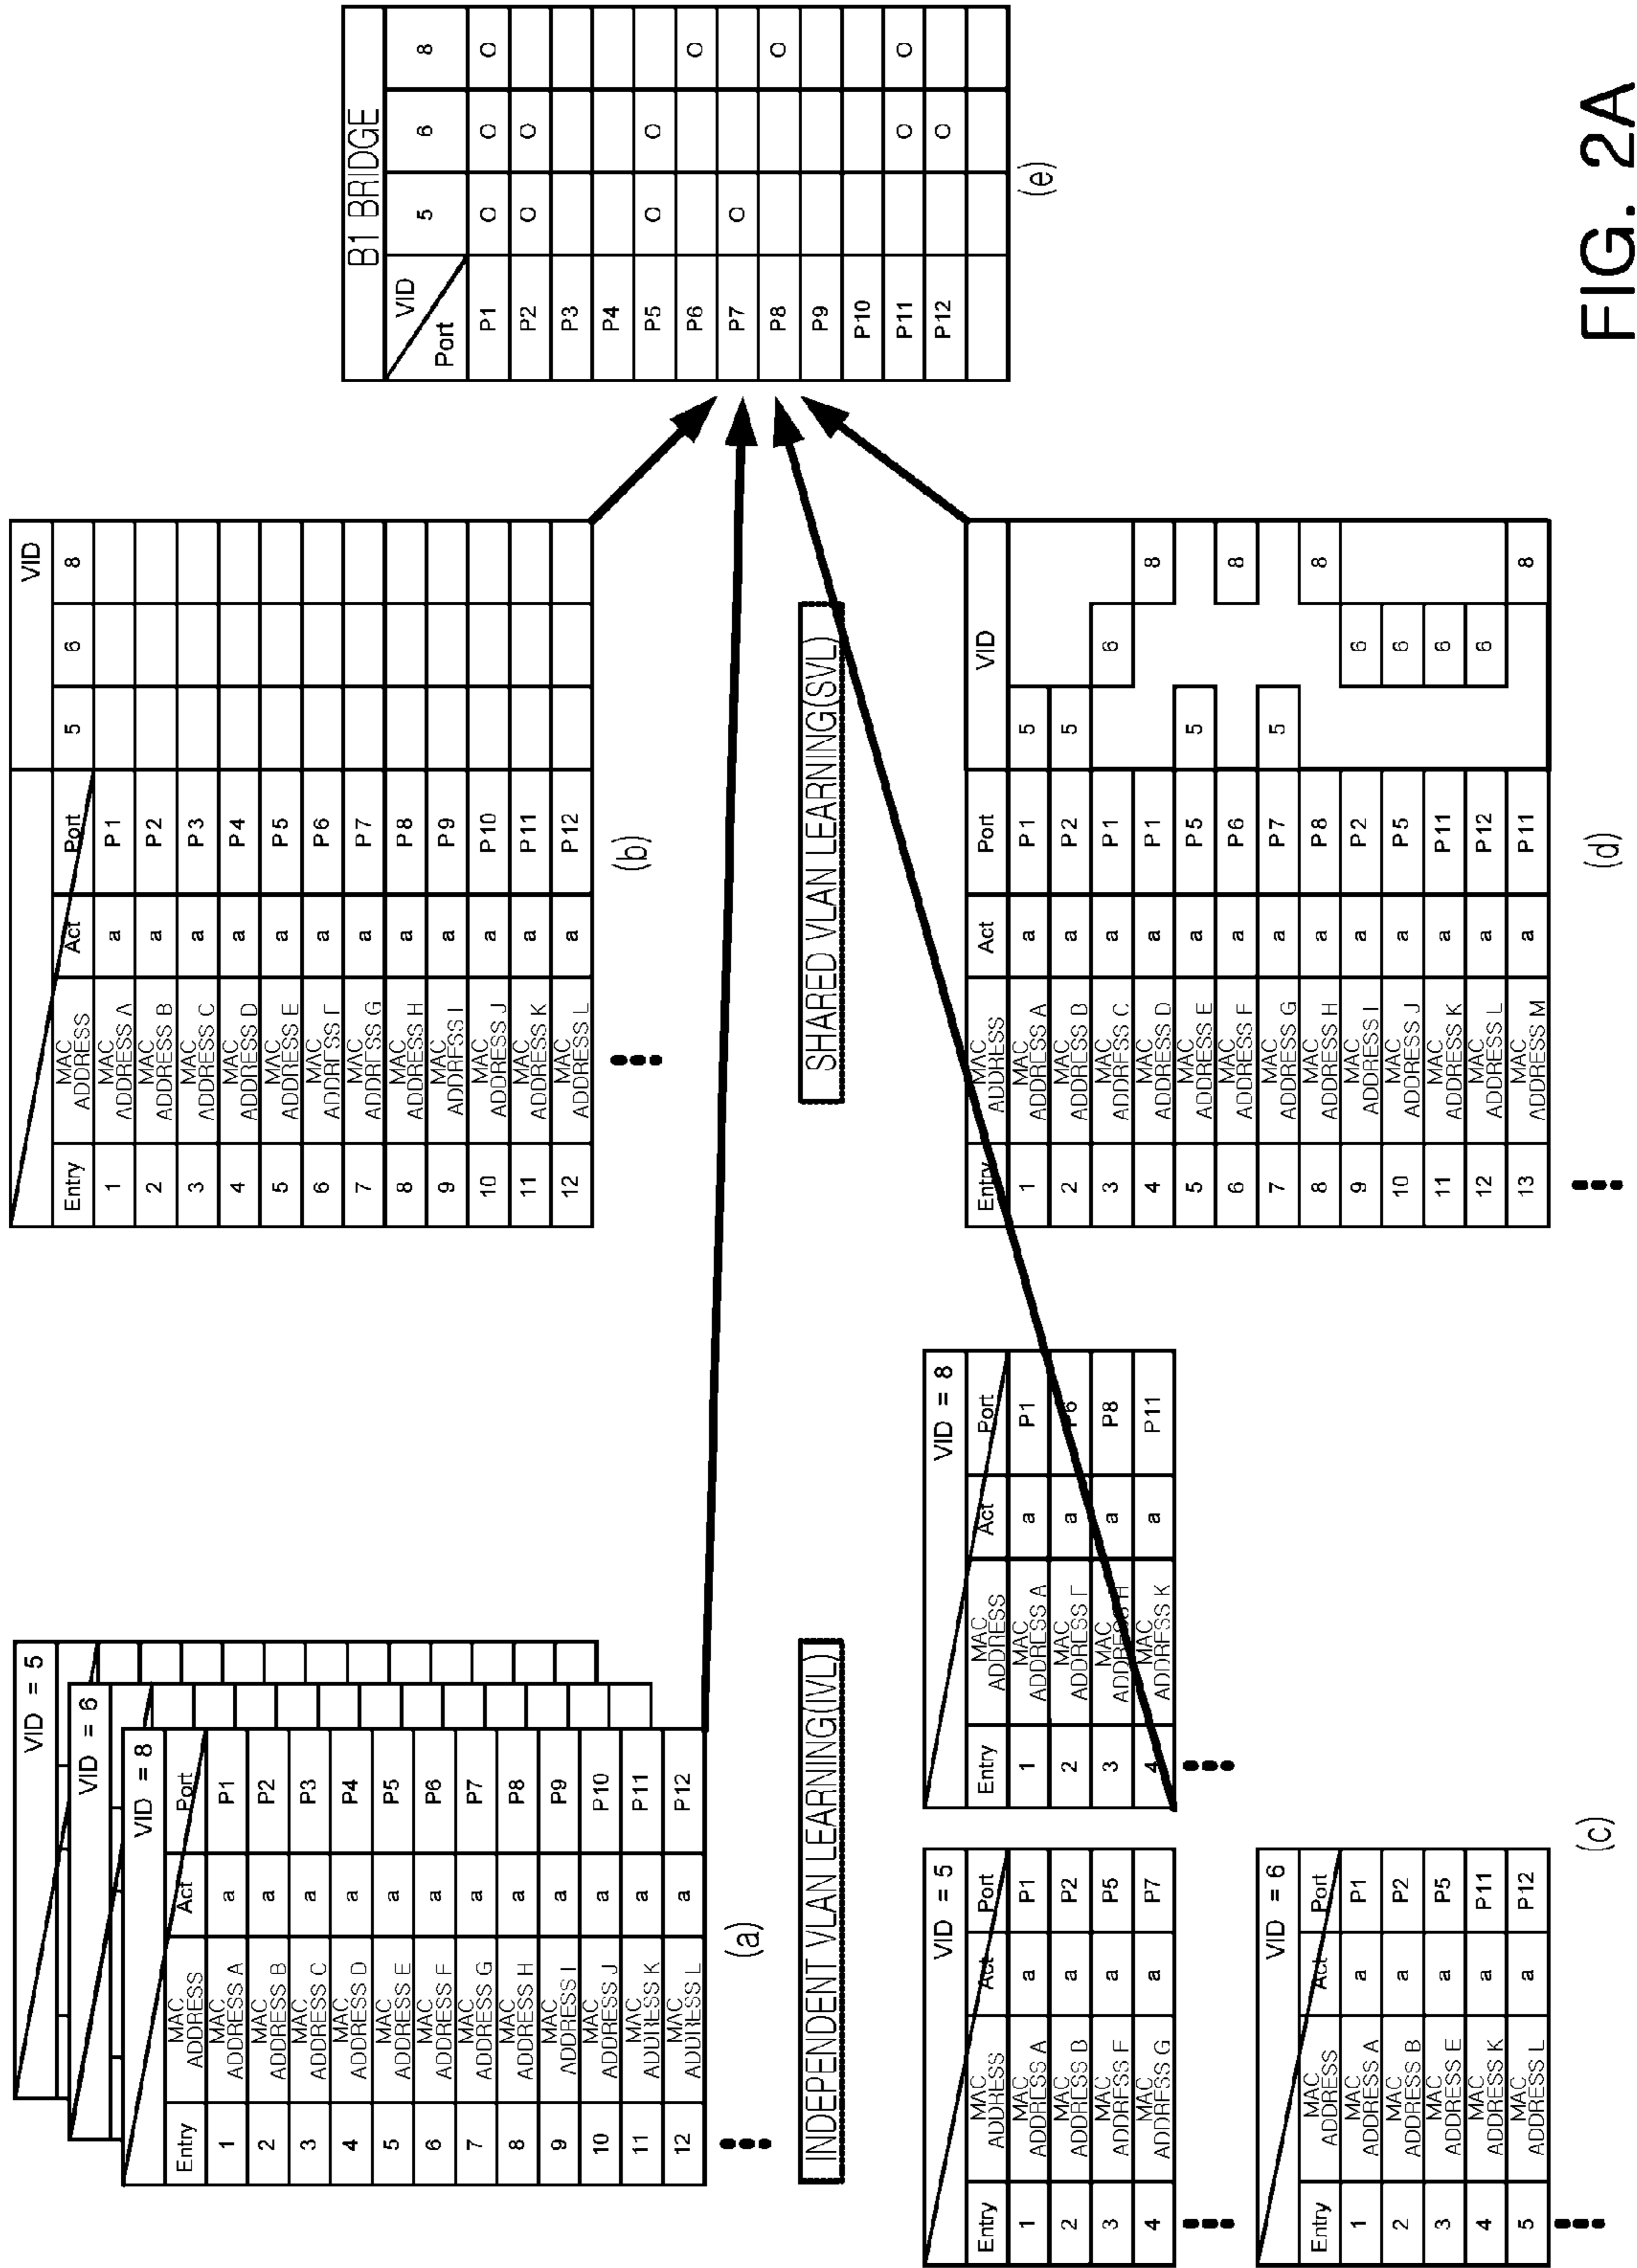 VID = 5
VID = 6
VID = 8
Entry MAC ADDRESS Act Port
1 MAC ADDRESS A a P1
2 MAC ADDRESS B a P2
3 MAC ADDRESS C a P3
4 MAC ADDRESS D a P4
5 MAC ADDRESS E a P5
6 MAC ADDRESS F a P6
7 MAC ADDRESS G a P7
8 MAC ADDRESS H a P8
9 MAC ADDRESS I a P9
10 MAC ADDRESS J a P10
11 MAC ADDRESS K a P11
12 MAC ADDRESS L a P12
(a)
VID
Entry MAC ADDRESS Act Port 5 6 8
1 MAC ADDRESS A a P1
2 MAC ADDRESS B a P2
3 MAC ADDRESS C a P3
4 MAC ADDRESS D a P4
5 MAC ADDRESS E a P5
6 MAC ADDRESS F a P6
7 MAC ADDRESS G a P7
8 MAC ADDRESS H a P8
9 MAC ADDRESS I a P9
10 MAC ADDRESS J a P10
11 MAC ADDRESS K a P11
12 MAC ADDRESS L a P12
(b)
B1 BRIDGE
VID
Port 5 6 8
P1 O O O
P2 O O
P3
P4
P5 O O
P6 O
P7 O
P8 O
P9
P10
P11 O O
P12 O
(e)
INDEPENDENT VLAN LEARNING(IVL)
SHARED VLAN LEARNING(SVL)
VID = 5
Entry MAC ADDRESS Act Port
1 MAC ADDRESS A a P1
2 MAC ADDRESS B a P2
3 MAC ADDRESS F a P5
4 MAC ADDRESS G a P7
VID = 8
Entry MAC ADDRESS Act Port
1 MAC ADDRESS A a P1
2 MAC ADDRESS F a P6
3 MAC ADDRESS H a P8
4 MAC ADDRESS K a P11
VID = 6
Entry MAC ADDRESS Act Port
1 MAC ADDRESS A a P1
2 MAC ADDRESS B a P2
3 MAC ADDRESS E a P5
4 MAC ADDRESS K a P11
5 MAC ADDRESS L a P12
(c)
Entry MAC ADDRESS Act Port VID
1 MAC ADDRESS A a P1 5
2 MAC ADDRESS B a P2 5
3 MAC ADDRESS C a P1 6
4 MAC ADDRESS D a P1 8
5 MAC ADDRESS E a P5 5
6 MAC ADDRESS F a P6 8
7 MAC ADDRESS G a P7 5
8 MAC ADDRESS H a P8 8
9 MAC ADDRESS I a P2 6
10 MAC ADDRESS J a P5 6
11 MAC ADDRESS K a P11 6
12 MAC ADDRESS L a P12 6
13 MAC ADDRESS M a P11 8
(d)
FIG. 2A